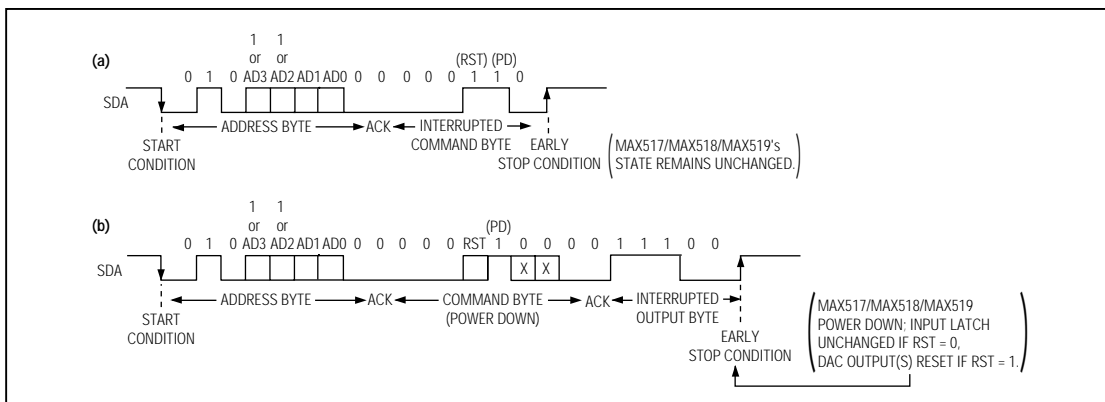 (a)
1 1
or or
0 1 0 AD3 AD2 AD1 AD0 0 0 0 0 0 1 1 0
(RST) (PD)
SDA
START
CONDITION
ADDRESS BYTE
ACK
INTERRUPTED
COMMAND BYTE
EARLY
STOP CONDITION
MAX517/MAX518/MAX519's
STATE REMAINS UNCHANGED.
(b)
1 1
or or
(PD)
0 1 0 AD3 AD2 AD1 AD0 0 0 0 0 0 RST 1 0 0 0 0 1 1 1 0 0
SDA
X X
START
CONDITION
ADDRESS BYTE
ACK
COMMAND BYTE
(POWER DOWN)
ACK
INTERRUPTED
OUTPUT BYTE
EARLY
STOP CONDITION
MAX517/MAX518/MAX519
POWER DOWN; INPUT LATCH
UNCHANGED IF RST = 0,
DAC OUTPUT(S) RESET IF RST = 1.